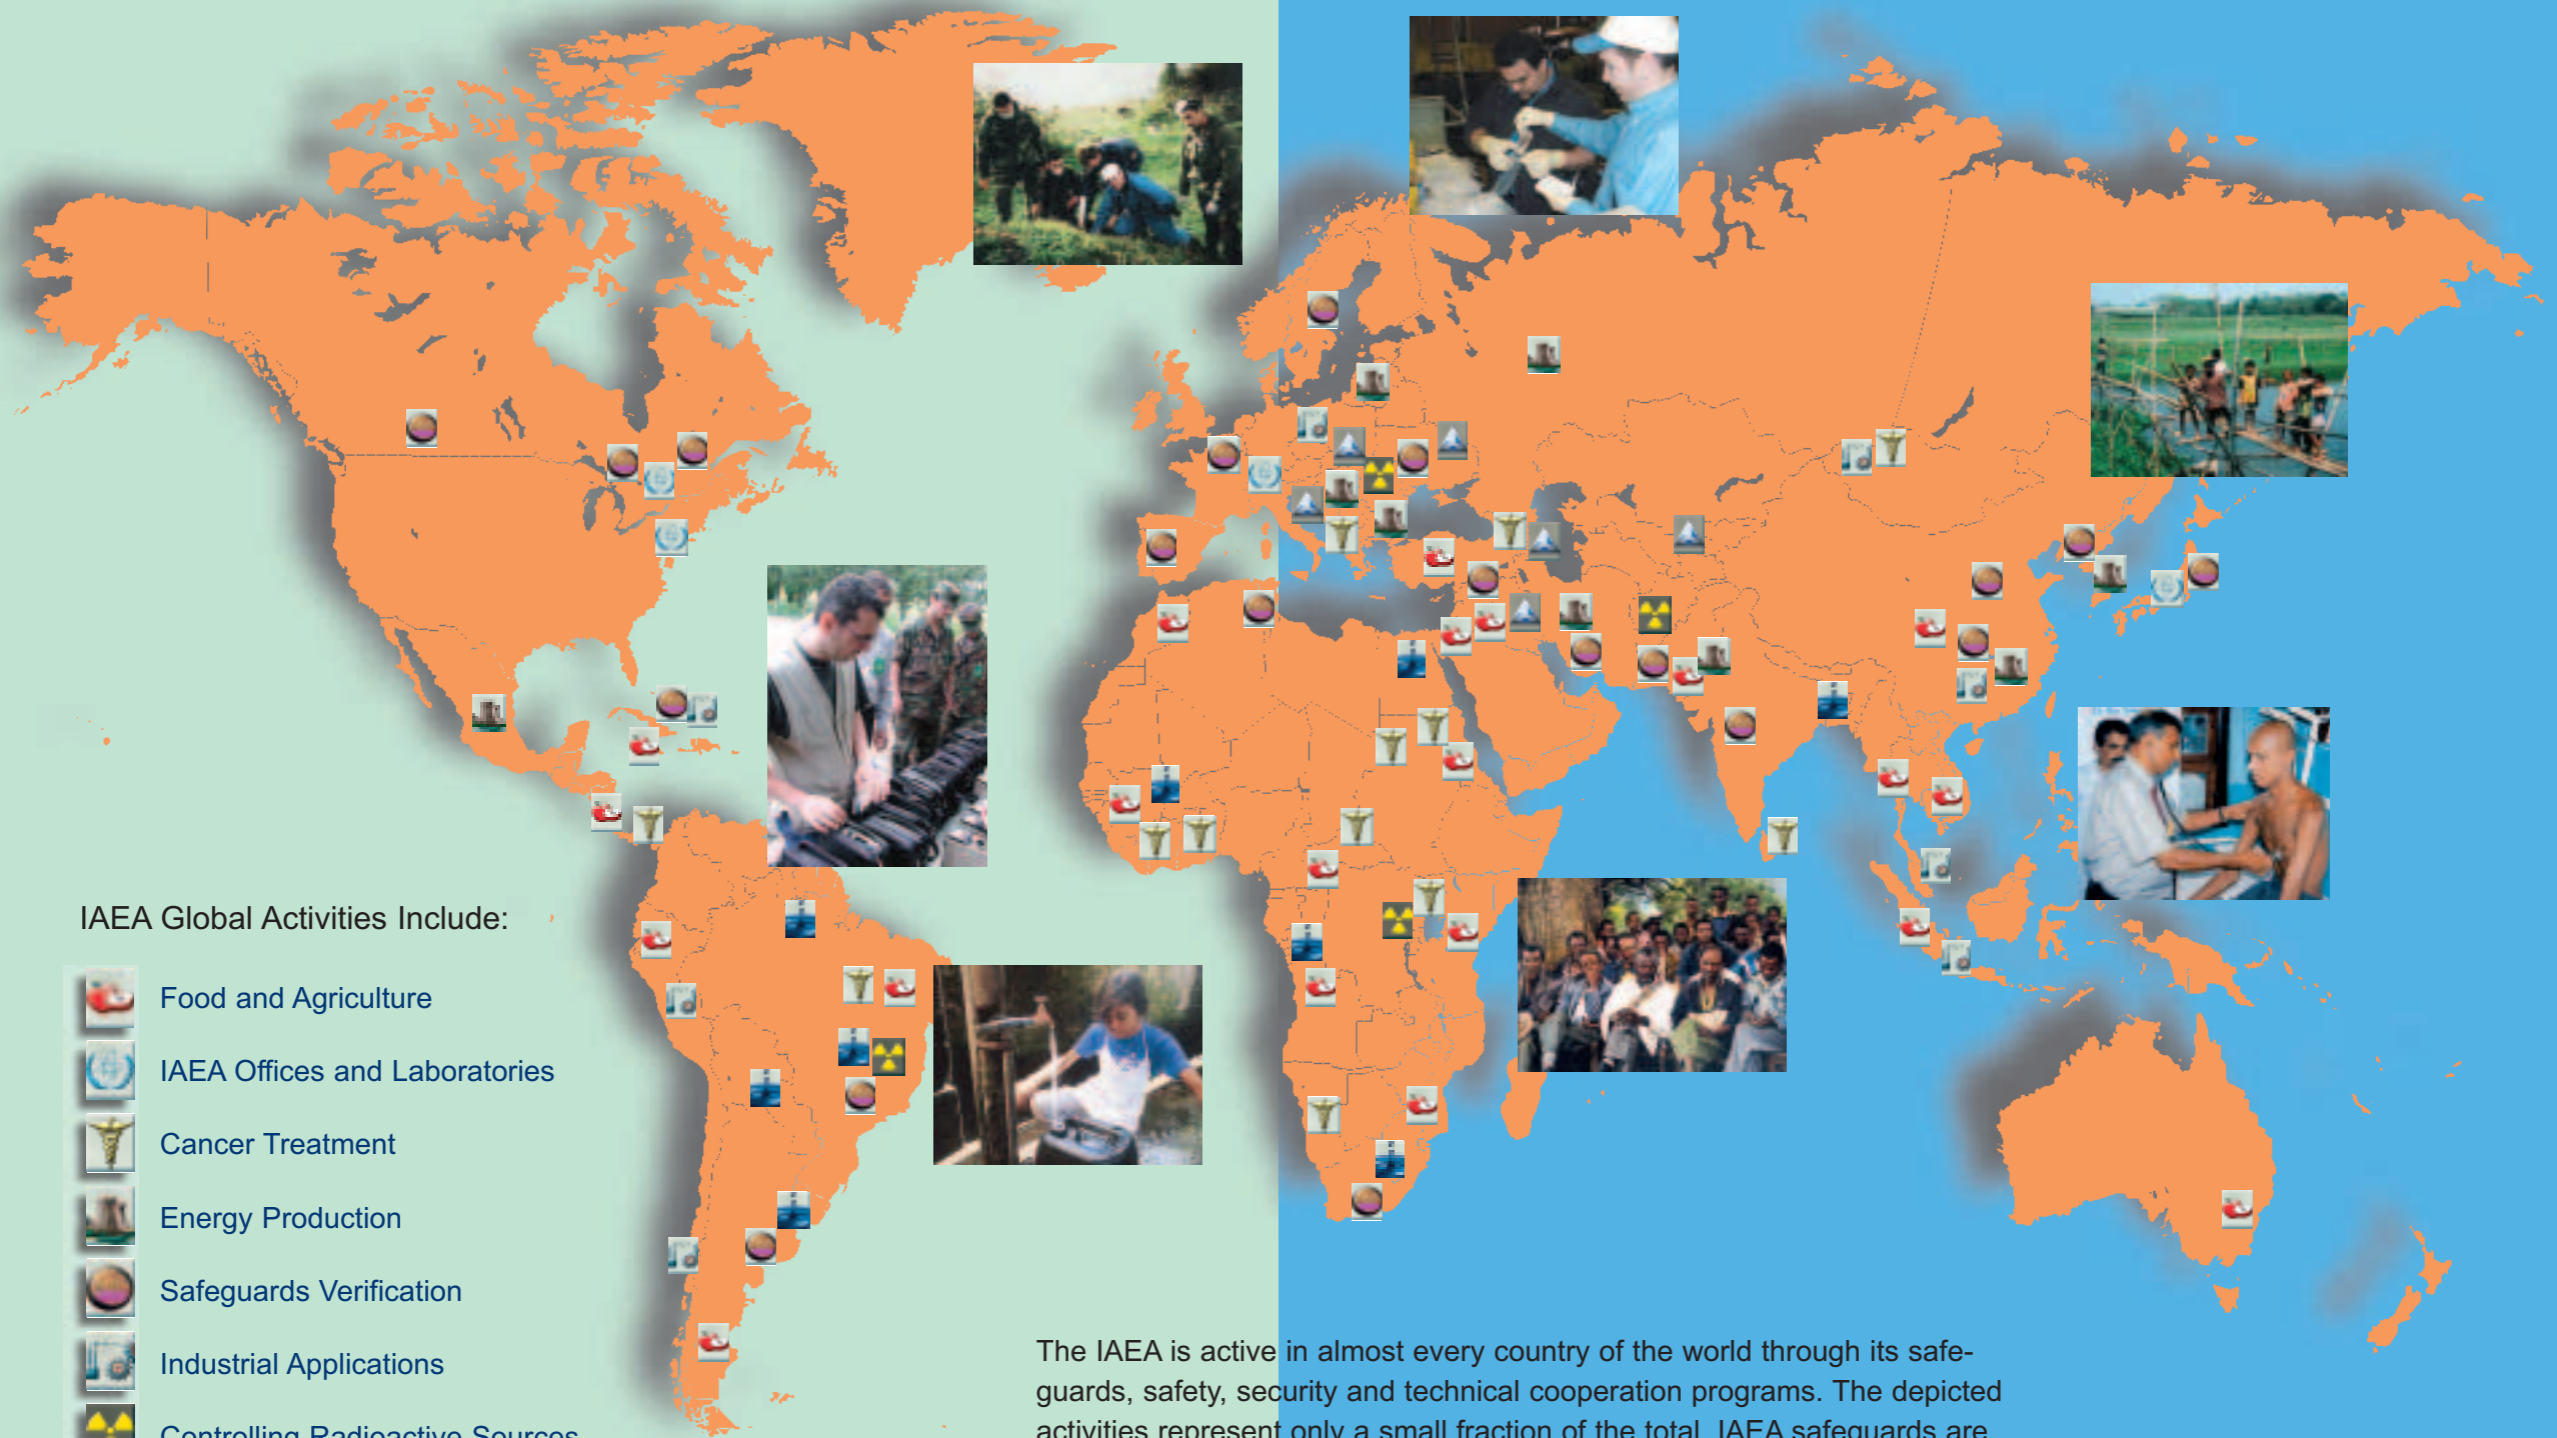 IAEA Global Activities Include:
Food and Agriculture
IAEA Offices and Laboratories
Cancer Treatment
Energy Production
Safeguards Verification
Industrial Applications
Controlling Radioactive Sources
The IAEA is active in almost every country of the world through its safe-
guards, safety, security and technical cooperation programs. The depicted
activities represent only a small fraction of the total. IAEA safeguards are